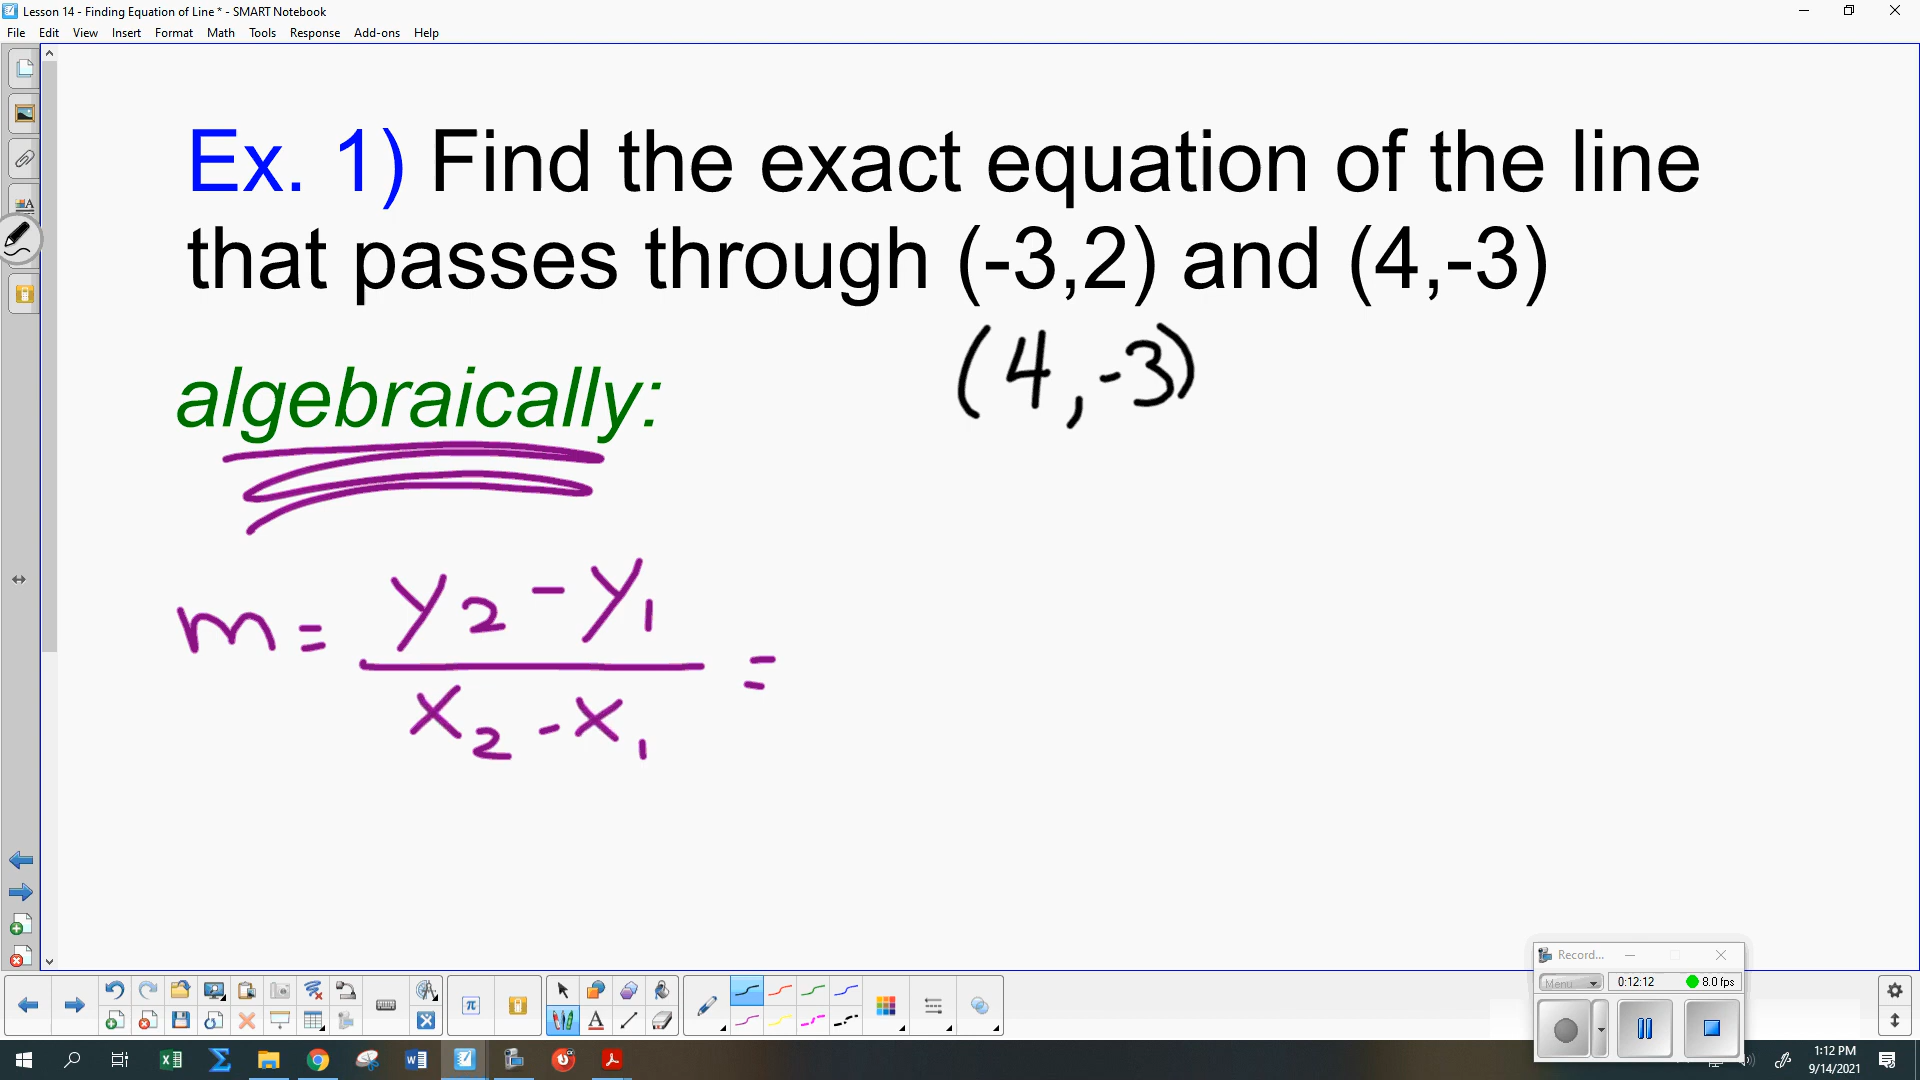 Lesson 14 - Finding Equation of Line * - SMART Notebook
File Edit View Insert Format Math Tools Response Add-ons Help
Ex. 1) Find the exact equation of the line
that passes through (-3,2) and (4,-3)
(4,-3)
algebraically:
m = y2 - y1
x2 - x1
=
Record...
Menu 0:12:12 8.0 fps
1:12 PM
9/14/2021